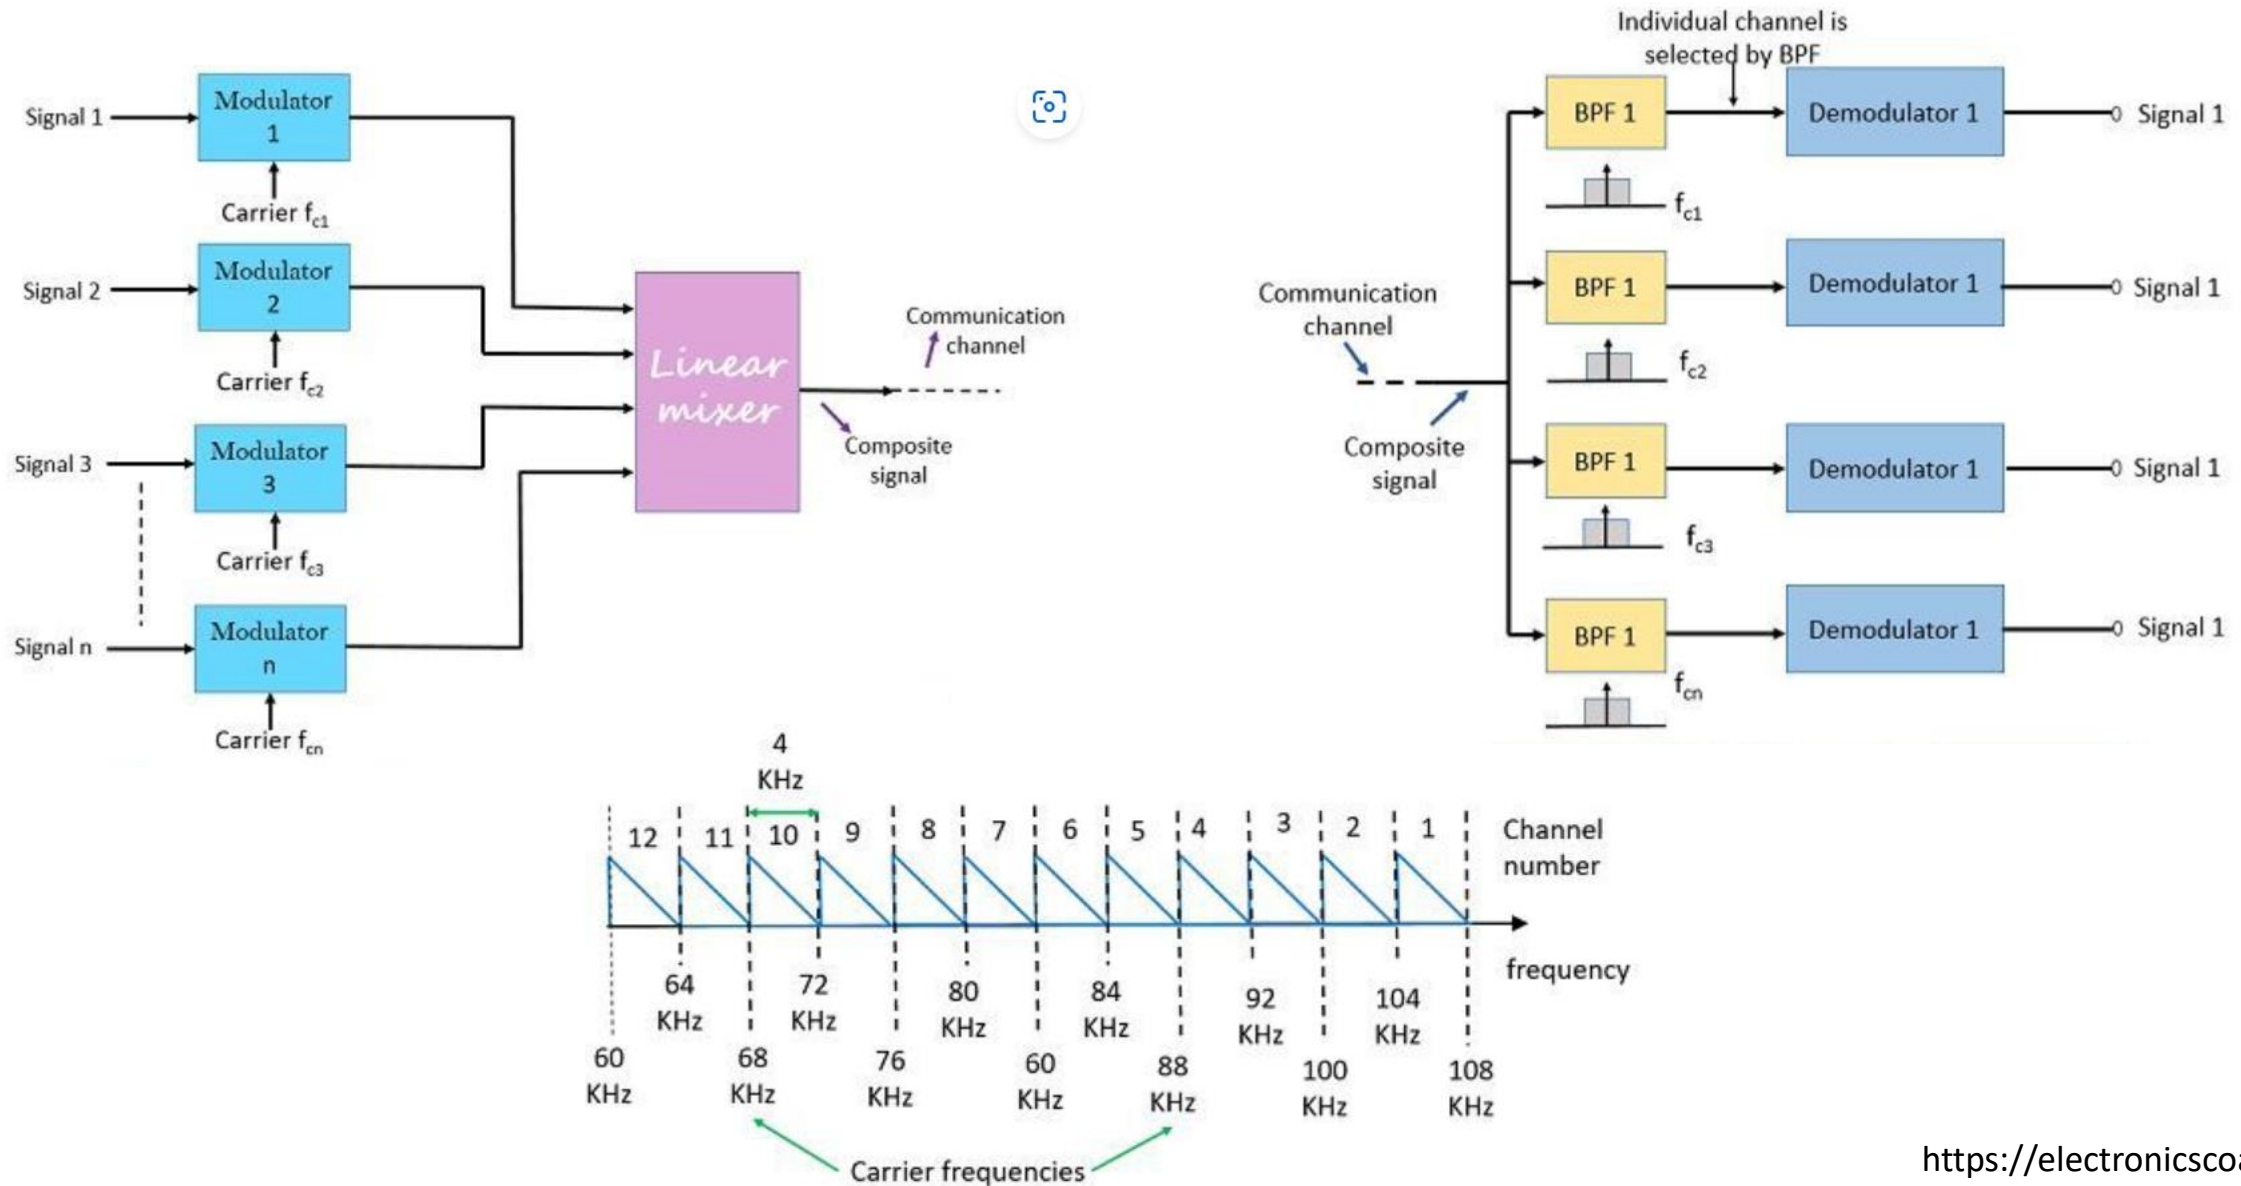 Signal 1
Modulator
1
Carrier fc1
Signal 2
Modulator
2
Carrier fc2
Signal 3
Modulator
3
Carrier fc3
Signal n
Modulator
n
Carrier fcn
Linear
mixer
Communication
channel
Composite
signal
Individual channel is
selected by BPF
Communication
channel
Composite
signal
BPF 1
Demodulator 1
Signal 1
fc1
BPF 1
Demodulator 1
Signal 1
fc2
BPF 1
Demodulator 1
Signal 1
fc3
BPF 1
Demodulator 1
Signal 1
fcn
4
KHz
12 11 10 9 8 7 6 5 4 3 2 1
Channel
number
frequency
64
KHz
72
KHz
80
KHz
84
KHz
92
KHz
104
KHz
60
KHz
68
KHz
76
KHz
60
KHz
88
KHz
100
KHz
108
KHz
Carrier frequencies
https://electronicscoa